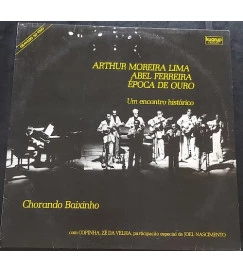 ARTHUR MOREIRA LIMA
ABEL FERREIRA
ÉPOCA DE OURO
Um encontro histórico
Chorando Baixinho
com COPINHA, ZÉ DA VELHA, participação especial de JOEL NASCIMENTO